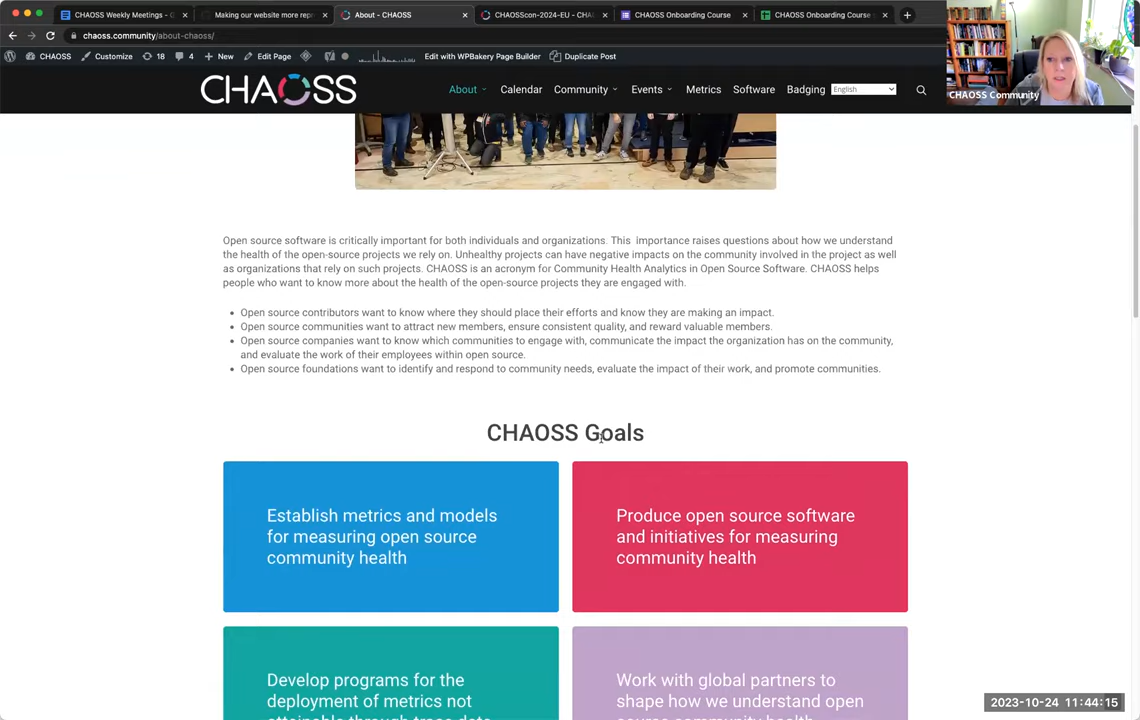 CHAOSS Weekly Meetings -
Making our website more rep
About - CHAOSS
CHAOSScon-2024-EU - CHA
CHAOSS Onboarding Course
CHAOSS Onboarding Course
chaoss.community/about-chaoss/
CHAOSS
Customize
18
4
New
Edit Page
Edit with WPBakery Page Builder
Duplicate Post
CHAOSS
About
Calendar
Community
Events
Metrics
Software
Badging
English
CHAOSS Community
Open source software is critically important for both individuals and organizations. This importance raises questions about how we understand
the health of the open-source projects we rely on. Unhealthy projects can have negative impacts on the community involved in the project as well
as organizations that rely on such projects. CHAOSS is an acronym for Community Health Analytics in Open Source Software. CHAOSS helps
people who want to know more about the health of the open-source projects they are engaged with.
Open source contributors want to know where they should place their efforts and know they are making an impact.
Open source communities want to attract new members, ensure consistent quality, and reward valuable members.
Open source companies want to know which communities to engage with, communicate the impact the organization has on the community,
and evaluate the work of their employees within open source.
Open source foundations want to identify and respond to community needs, evaluate the impact of their work, and promote communities.
CHAOSS Goals
Establish metrics and models
for measuring open source
community health
Produce open source software
and initiatives for measuring
community health
Develop programs for the
deployment of metrics not
attainable through trace data
Work with global partners to
shape how we understand open
source community health
2023-10-24 11:44:15